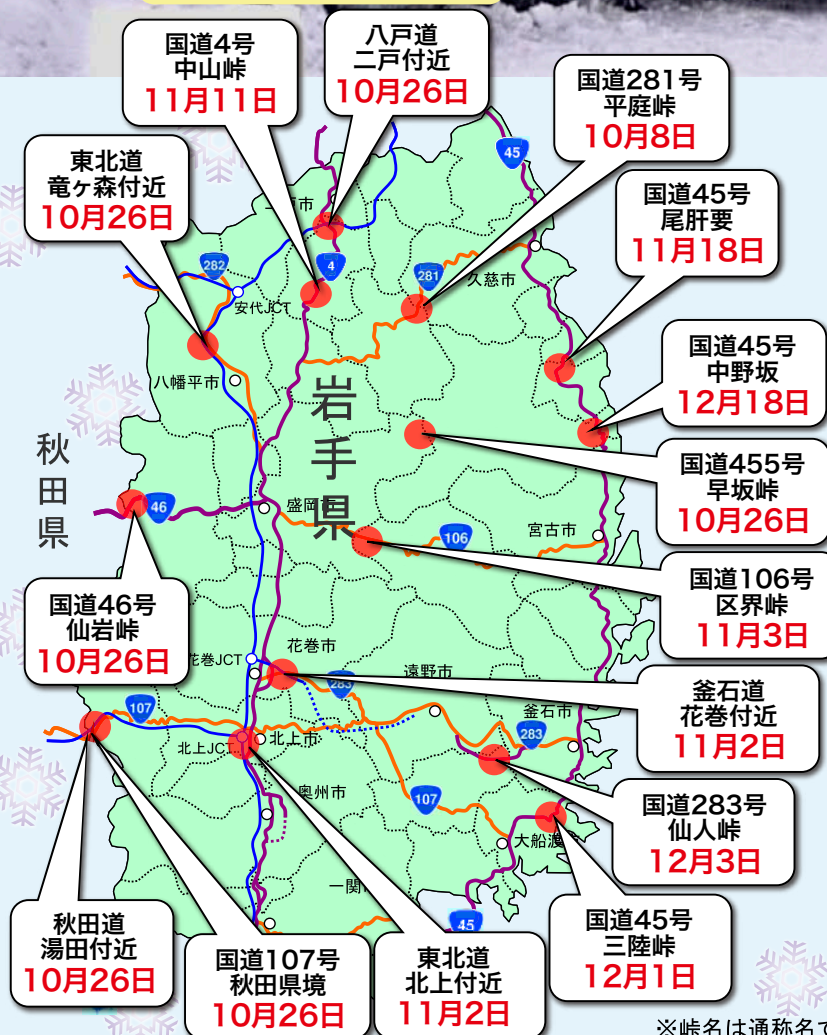 国道4号
中山峠
11月11日
八戸道
二戸付近
10月26日
国道281号
平庭峠
10月8日
東北道
竜ヶ森付近
10月26日
国道45号
尾肝要
11月18日
国道45号
中野坂
12月18日
国道455号
早坂峠
10月26日
国道106号
区界峠
11月3日
国道46号
仙岩峠
10月26日
釜石道
花巻付近
11月2日
国道283号
仙人峠
12月3日
秋田道
湯田付近
10月26日
国道107号
秋田県境
10月26日
東北道
北上付近
11月2日
国道45号
三陸峠
12月1日
45
市
282
4
281
久慈市
安代JCT
八幡平市
岩手県
秋田県
46
盛岡市
106
宮古市
花巻JCT
花巻市
283
遠野市
107
釜石市
283
北上JCT
北上市
奥州市
107
大船渡
一関
45
※峠名は通称名で